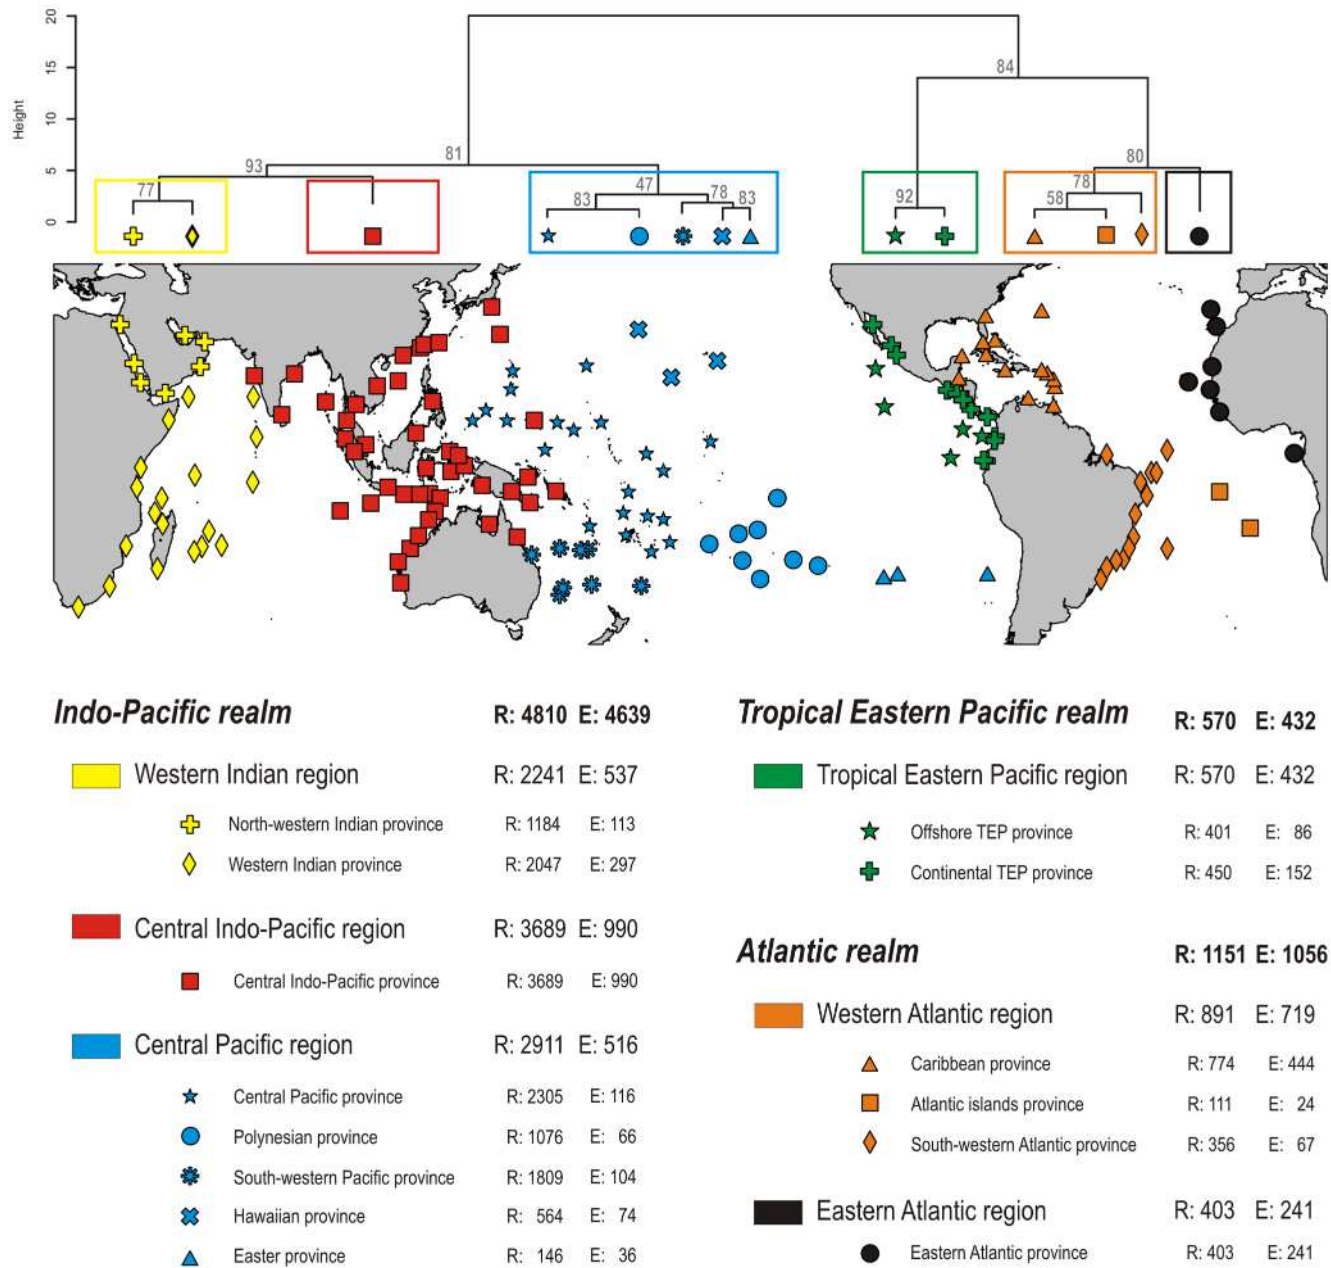 20
15
10
5
0
Height
84
81
93
80
77
47
78
83
78
83
92
58
Indo-Pacific realm R: 4810 E: 4639
Western Indian region R: 2241 E: 537
North-western Indian province R: 1184 E: 113
Western Indian province R: 2047 E: 297
Central Indo-Pacific region R: 3689 E: 990
Central Indo-Pacific province R: 3689 E: 990
Central Pacific region R: 2911 E: 516
Central Pacific province R: 2305 E: 116
Polynesian province R: 1076 E: 66
South-western Pacific province R: 1809 E: 104
Hawaiian province R: 564 E: 74
Easter province R: 146 E: 36
Tropical Eastern Pacific realm R: 570 E: 432
Tropical Eastern Pacific region R: 570 E: 432
Offshore TEP province R: 401 E: 86
Continental TEP province R: 450 E: 152
Atlantic realm R: 1151 E: 1056
Western Atlantic region R: 891 E: 719
Caribbean province R: 774 E: 444
Atlantic islands province R: 111 E: 24
South-western Atlantic province R: 356 E: 67
Eastern Atlantic region R: 403 E: 241
Eastern Atlantic province R: 403 E: 241